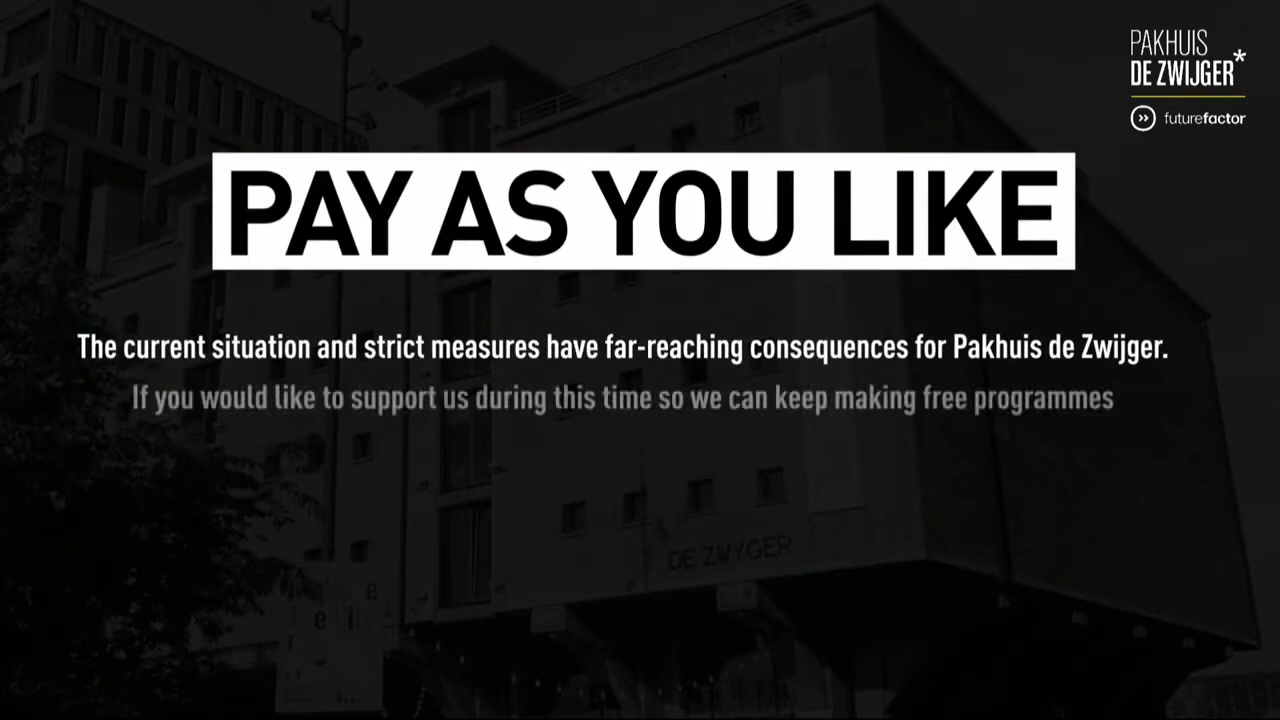 PAKHUIS
DE ZWIJGER*
futurefactor
PAY AS YOU LIKE
The current situation and strict measures have far-reaching consequences for Pakhuis de Zwijger.
If you would like to support us during this time so we can keep making free programmes
DE ZWYGER